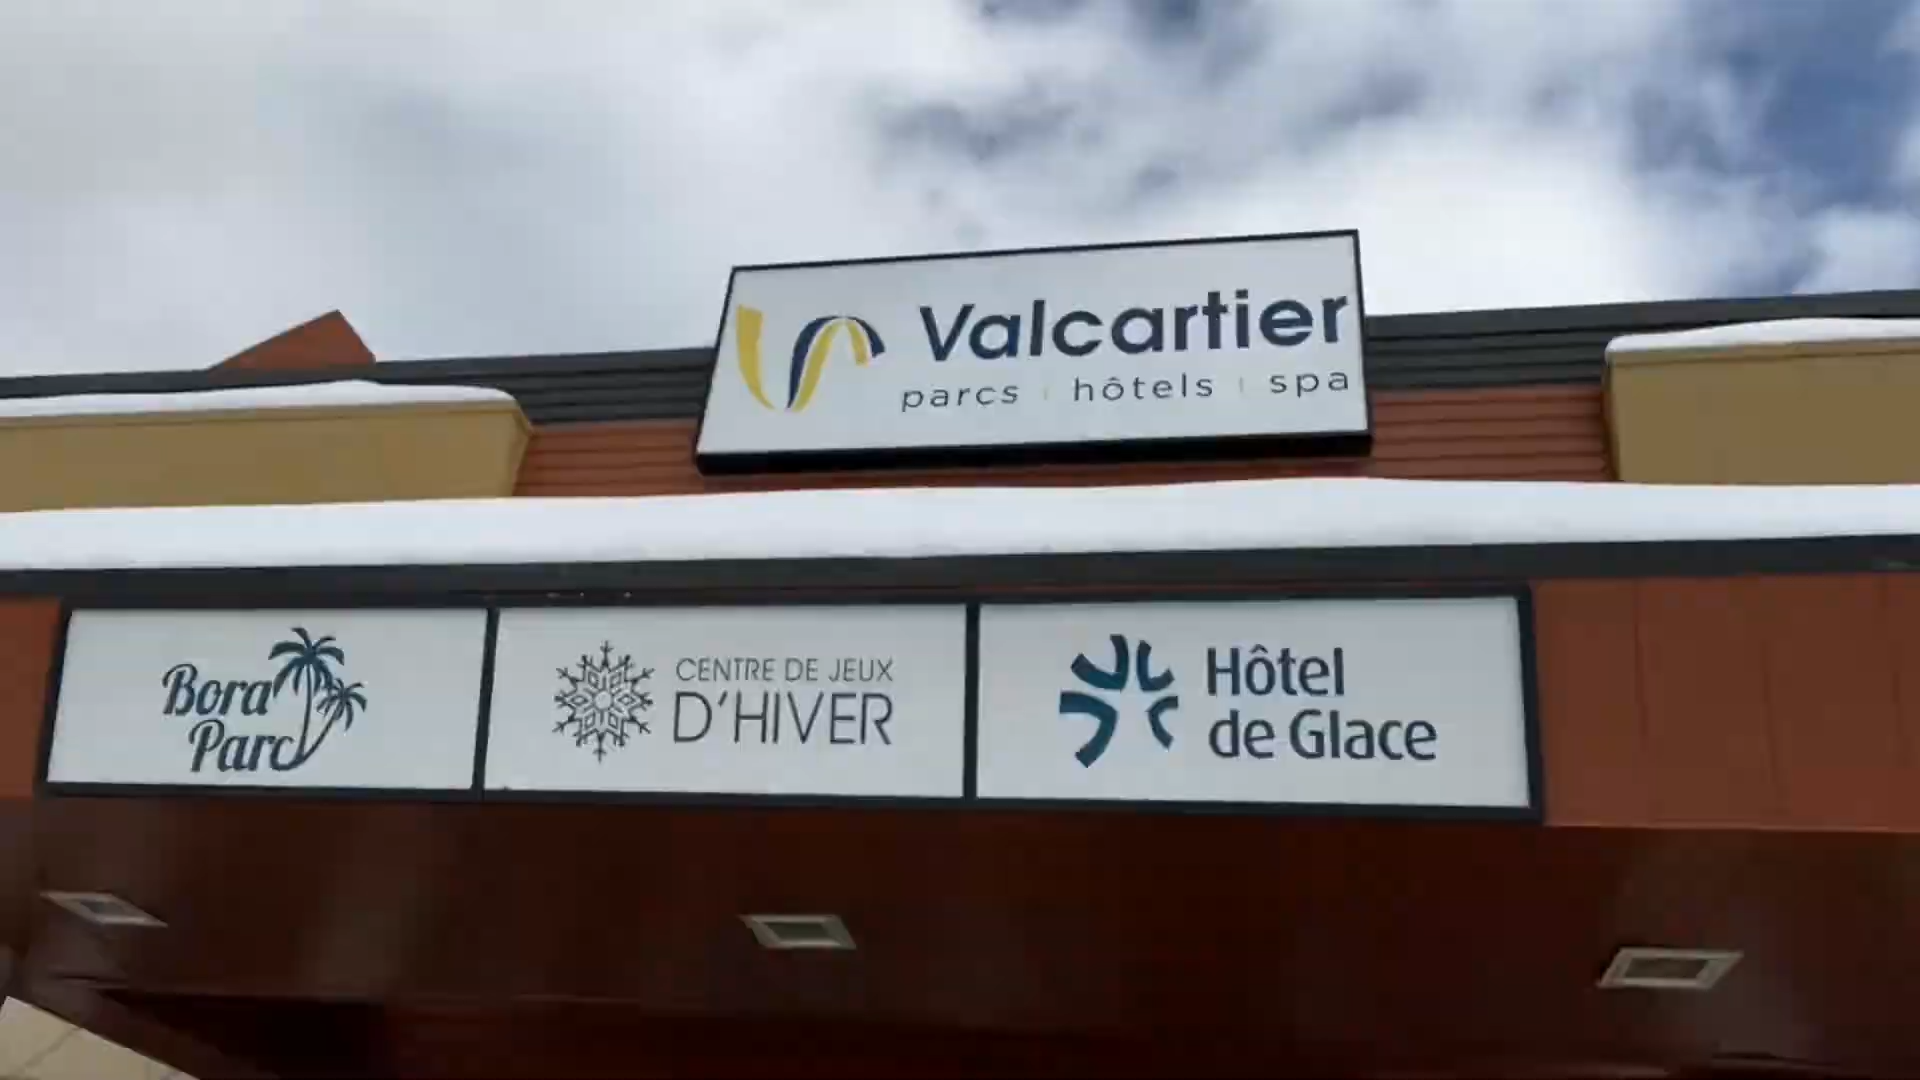 Valcartier
parcs | hôtels | spa
Bora
Parc
CENTRE DE JEUX
D'HIVER
Hôtel
de Glace